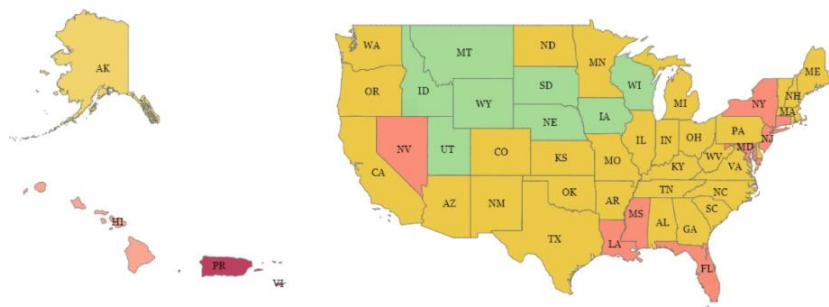 AK
HI
PR
VI
WA
MT
ND
MN
WI
MI
ME
NH
MA
NY
OR
ID
WY
SD
IA
NE
NV
UT
CO
KS
MO
IL
IN
OH
PA
NJ
MD
WV
VA
KY
CA
AZ
NM
OK
AR
TN
NC
SC
TX
LA
MS
AL
GA
FL